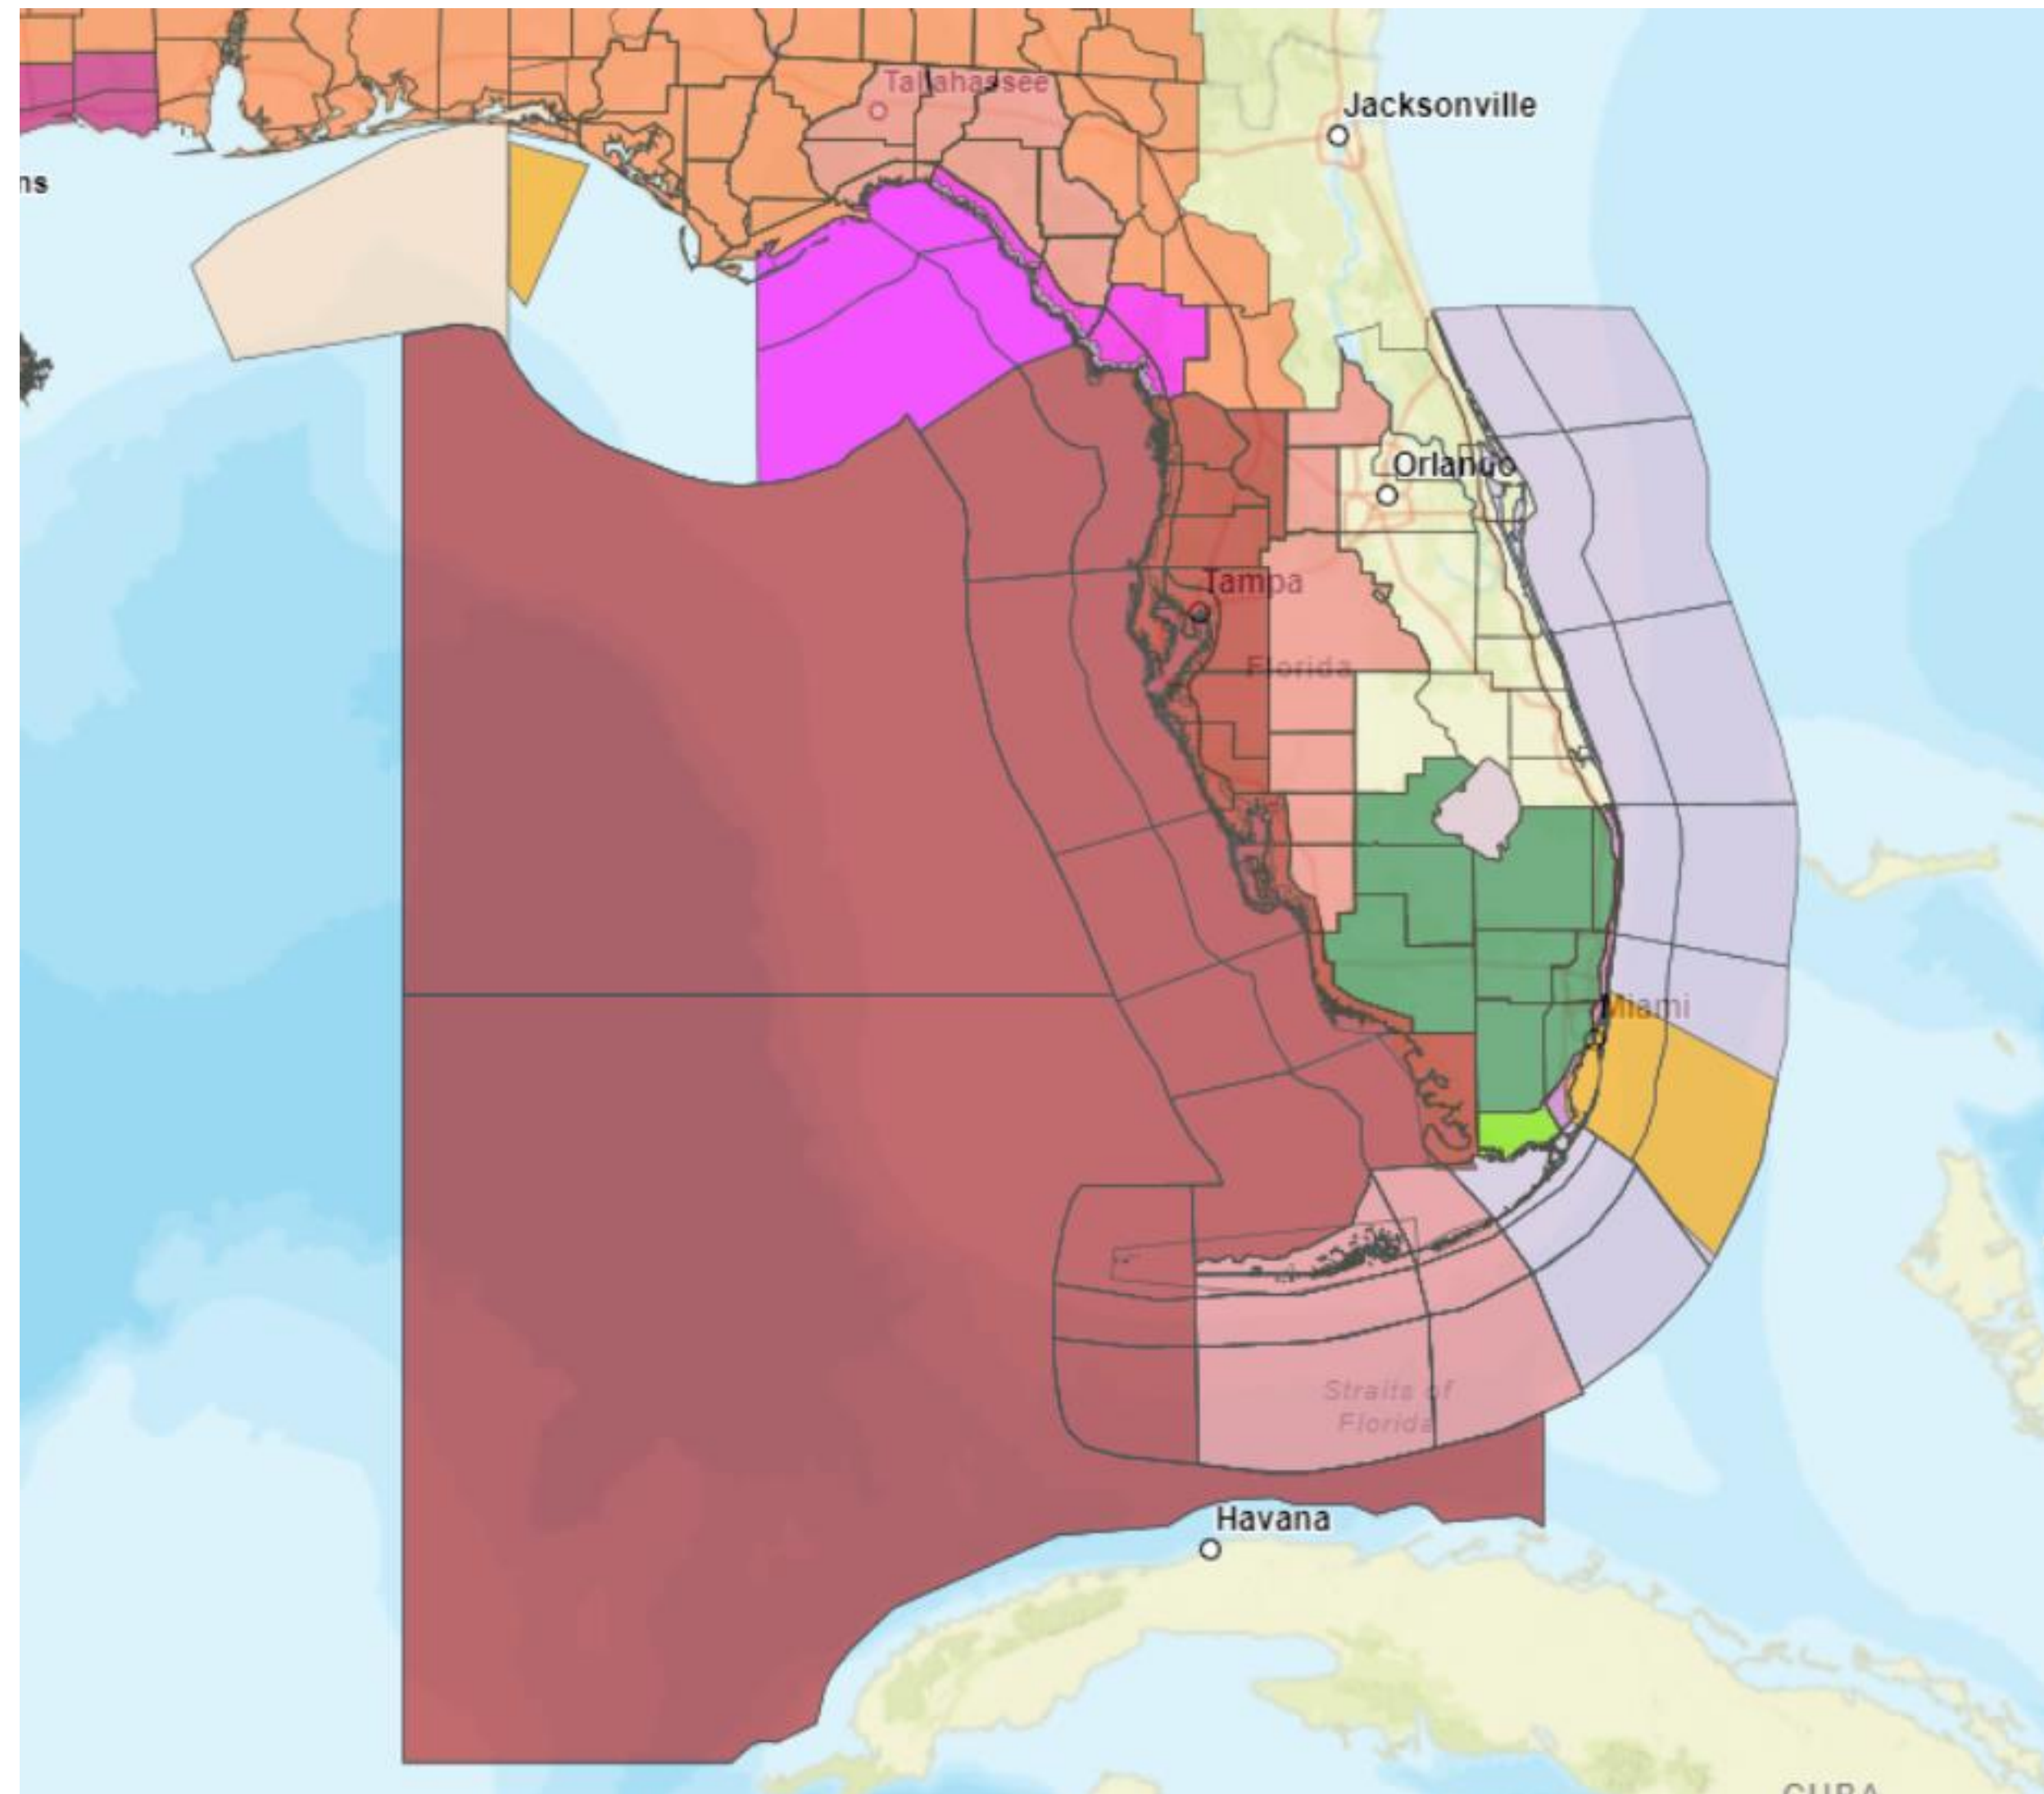 Tallahassee
Jacksonville
ns
Orlando
Tampa
Florida
Miami
Straits of
Florida
Havana
CUBA